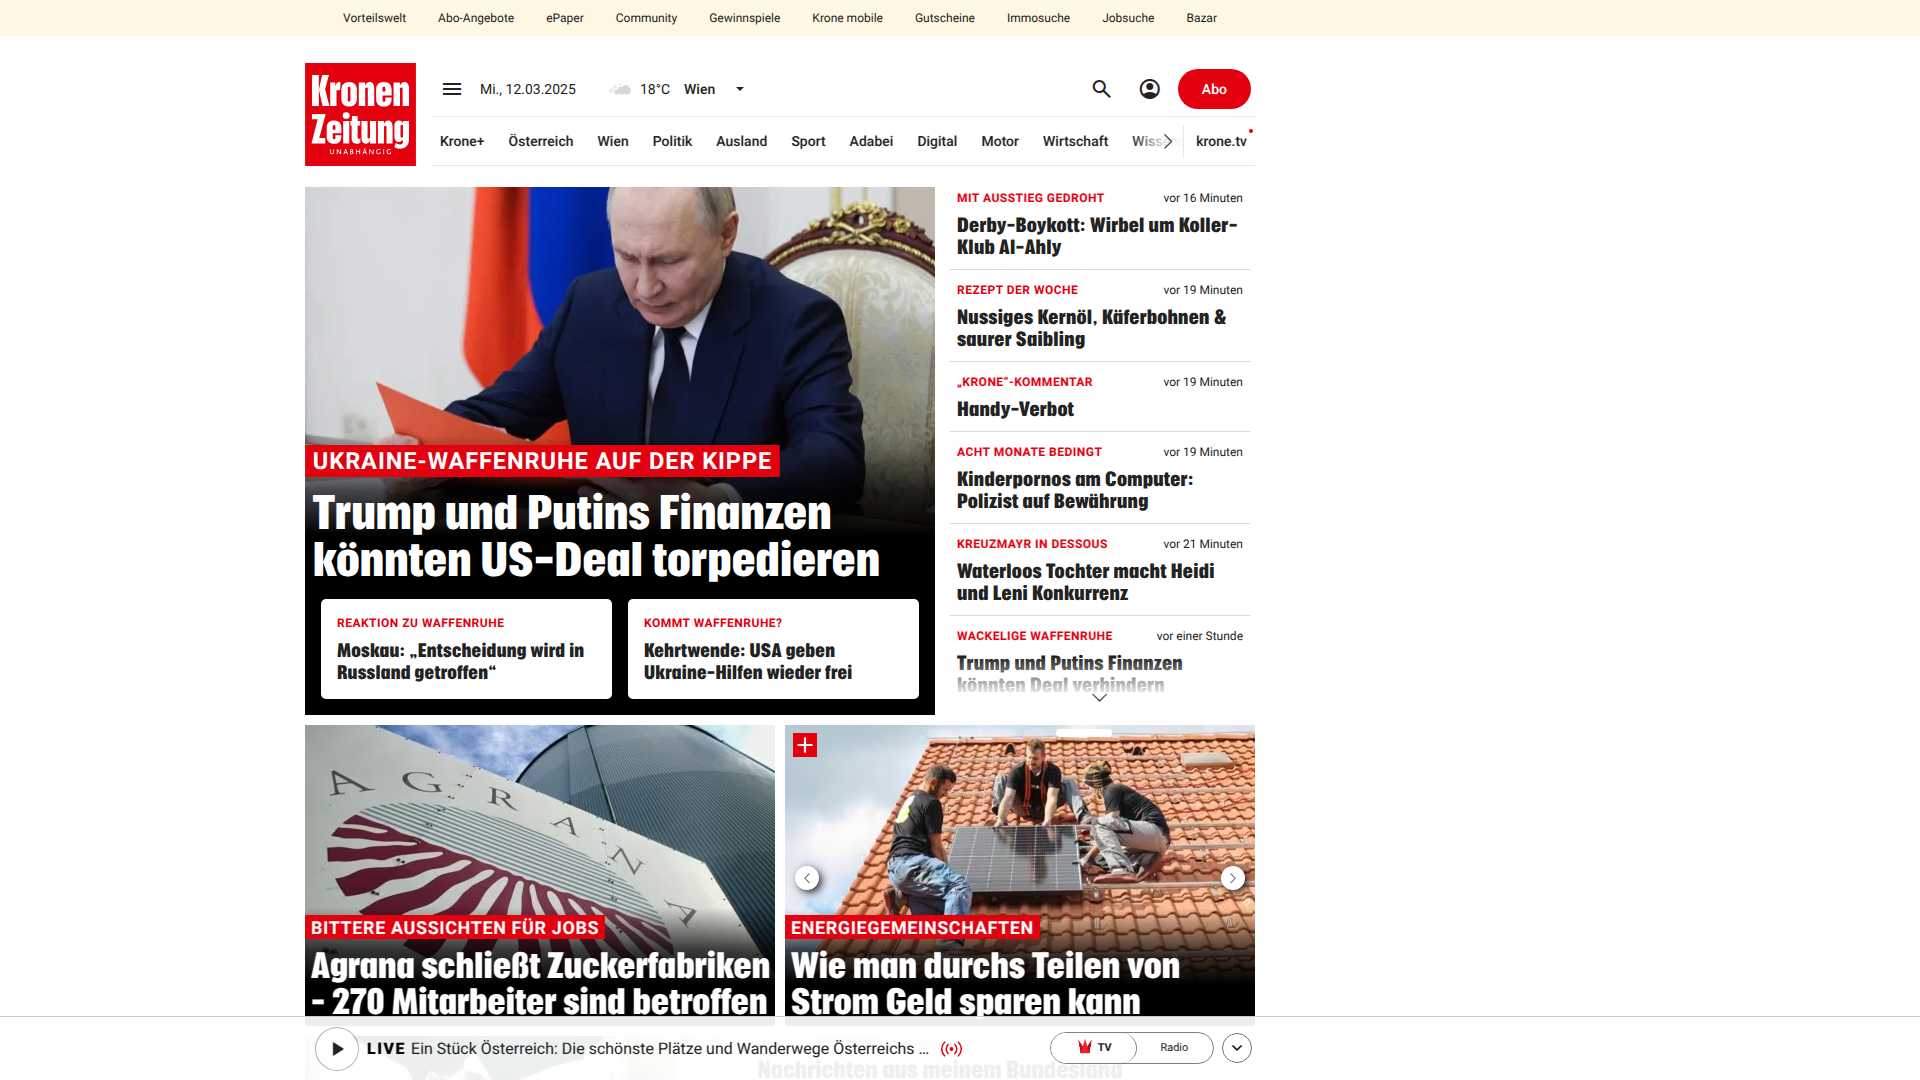 Vorteilswelt Abo-Angebote ePaper Community Gewinnspiele Krone mobile Gutscheine Immosuche Jobsuche Bazar
Kronen
Zeitung
UNABHÄNGIG
Mi., 12.03.2025 18°C Wien
Abo
Krone+ Österreich Wien Politik Ausland Sport Adabei Digital Motor Wirtschaft Wiss krone.tv
UKRAINE-WAFFENRUHE AUF DER KIPPE
Trump und Putins Finanzen
könnten US-Deal torpedieren
REAKTION ZU WAFFENRUHE
Moskau: „Entscheidung wird in
Russland getroffen“
KOMMT WAFFENRUHE?
Kehrtwende: USA geben
Ukraine-Hilfen wieder frei
MIT AUSSTIEG GEDROHT vor 16 Minuten
Derby-Boykott: Wirbel um Koller-
Klub Al-Ahly
REZEPT DER WOCHE vor 19 Minuten
Nussiges Kernöl, Käferbohnen &
saurer Saibling
„KRONE“-KOMMENTAR vor 19 Minuten
Handy-Verbot
ACHT MONATE BEDINGT vor 19 Minuten
Kinderpornos am Computer:
Polizist auf Bewährung
KREUZMAYR IN DESSOUS vor 21 Minuten
Waterloos Tochter macht Heidi
und Leni Konkurrenz
WACKELIGE WAFFENRUHE vor einer Stunde
Trump und Putins Finanzen
könnten Deal verhindern
AGRANA
BITTERE AUSSICHTEN FÜR JOBS
Agrana schließt Zuckerfabriken
- 270 Mitarbeiter sind betroffen
ENERGIEGEMEINSCHAFTEN
Wie man durchs Teilen von
Strom Geld sparen kann
LIVE Ein Stück Österreich: Die schönste Plätze und Wanderwege Österreichs ...
TV Radio
Nachrichten aus meinem Bundesland